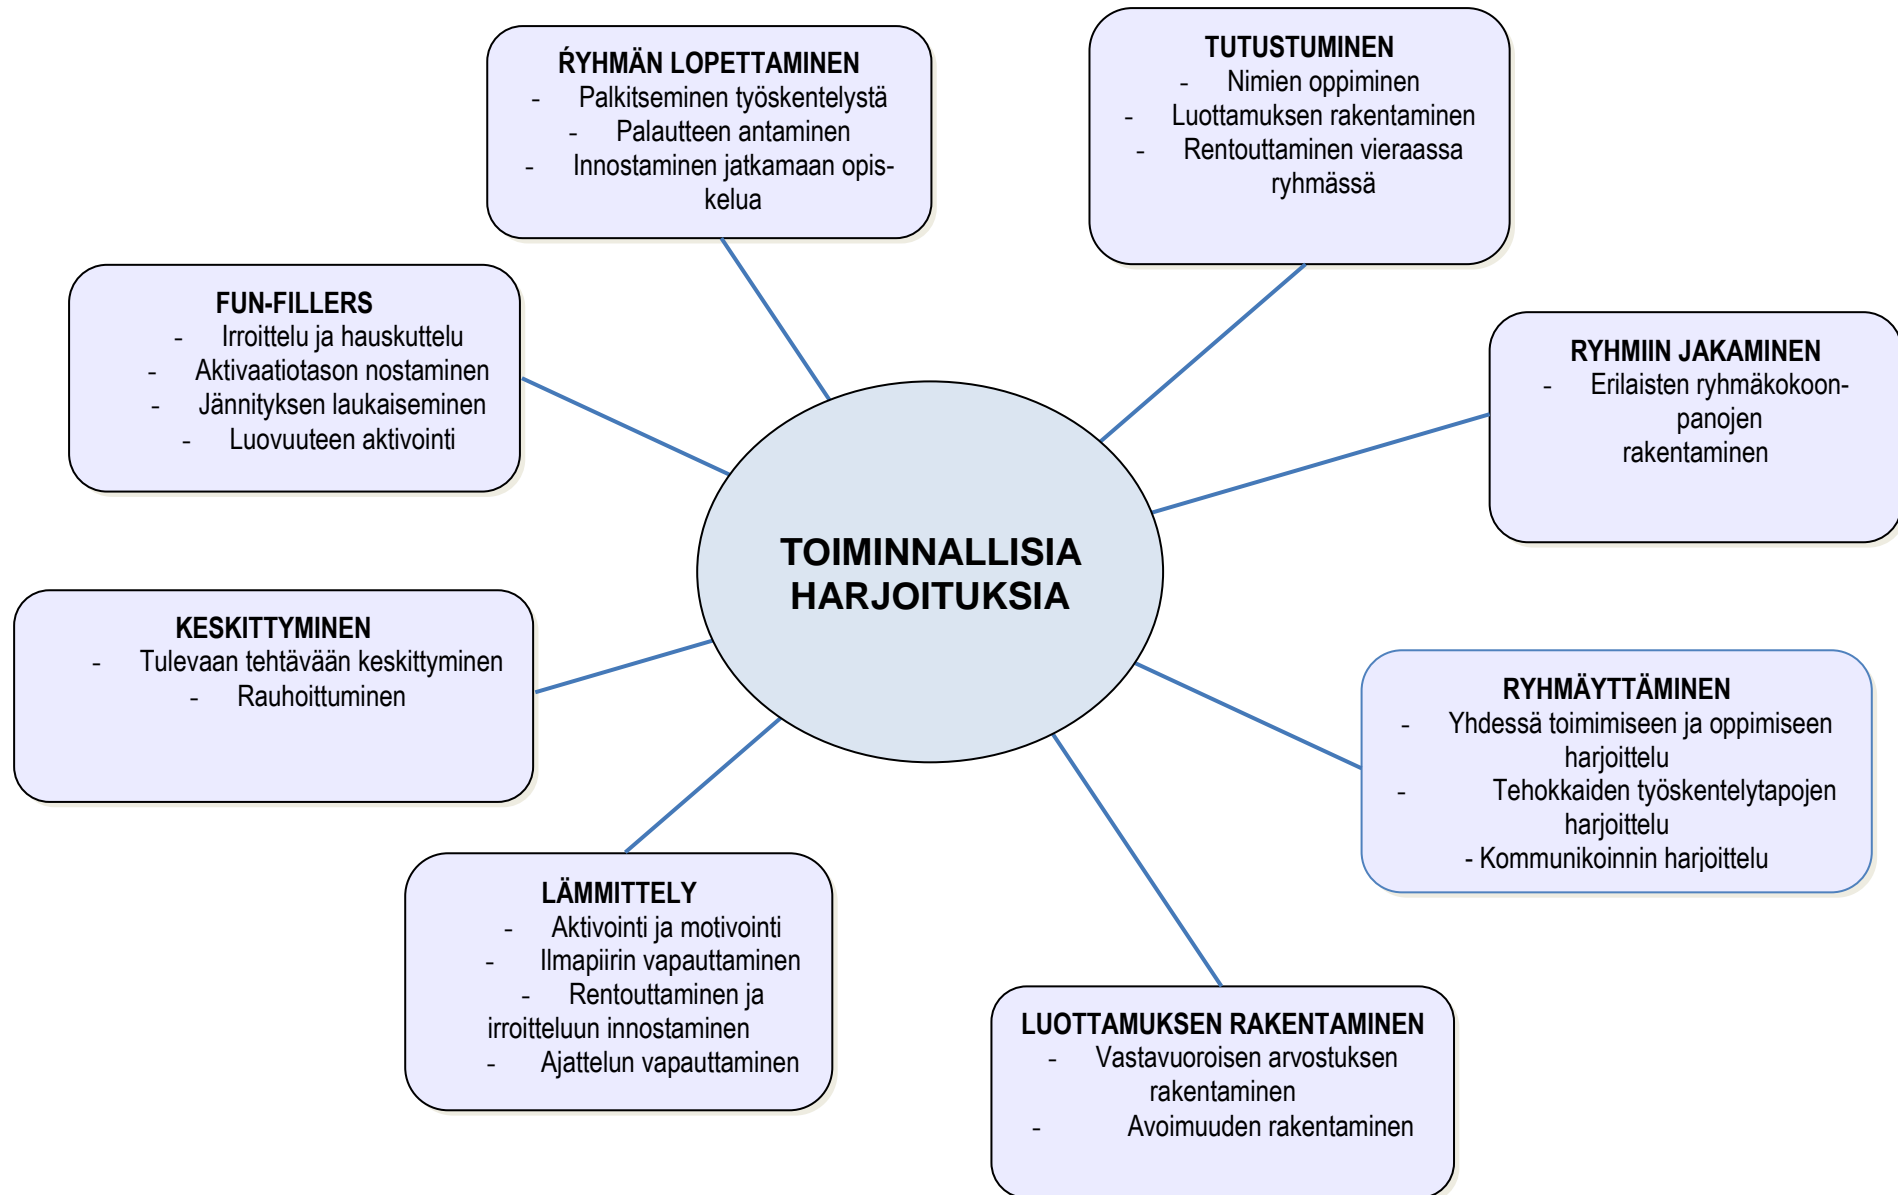 ŔYHMÄN LOPETTAMINEN
- Palkitseminen työskentelystä
- Palautteen antaminen
- Innostaminen jatkamaan opis-
kelua
TUTUSTUMINEN
- Nimien oppiminen
- Luottamuksen rakentaminen
- Rentouttaminen vieraassa
ryhmässä
FUN-FILLERS
- Irroittelu ja hauskuttelu
- Aktivaatiotason nostaminen
- Jännityksen laukaiseminen
- Luovuuteen aktivointi
RYHMIIN JAKAMINEN
- Erilaisten ryhmäkokoon-
panojen
rakentaminen
TOIMINNALLISIA
HARJOITUKSIA
KESKITTYMINEN
- Tulevaan tehtävään keskittyminen
- Rauhoittuminen
RYHMÄYTTÄMINEN
- Yhdessä toimimiseen ja oppimiseen
harjoittelu
- Tehokkaiden työskentelytapojen
harjoittelu
- Kommunikoinnin harjoittelu
LÄMMITTELY
- Aktivointi ja motivointi
- Ilmapiirin vapauttaminen
- Rentouttaminen ja
irroitteluun innostaminen
- Ajattelun vapauttaminen
LUOTTAMUKSEN RAKENTAMINEN
- Vastavuoroisen arvostuksen
rakentaminen
- Avoimuuden rakentaminen